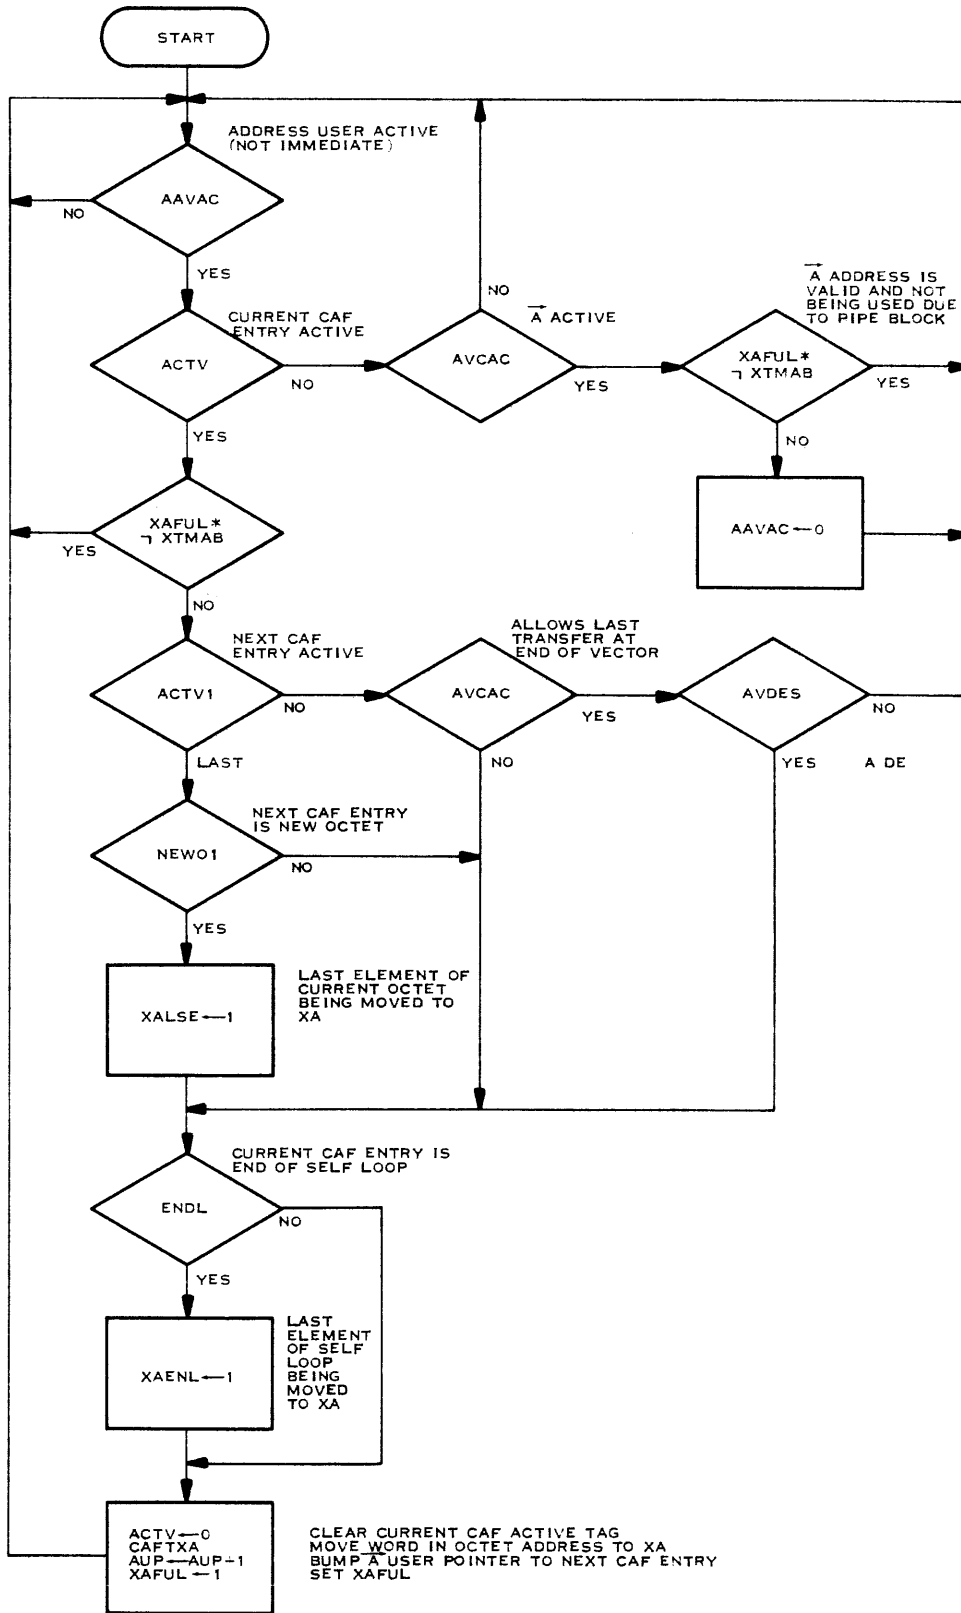 START
ADDRESS USER ACTIVE
(NOT IMMEDIATE)
AAVAC
NO
YES
CURRENT CAF
ENTRY ACTIVE
ACTV
NO
YES
NO
A ACTIVE
AVCAC
YES
A ADDRESS IS
VALID AND NOT
BEING USED DUE
TO PIPE BLOCK
XAFUL*
¬ XTMAB
YES
NO
AAVAC←0
XAFUL*
¬ XTMAB
YES
NO
NEXT CAF
ENTRY ACTIVE
ACTV1
NO
LAST
ALLOWS LAST
TRANSFER AT
END OF VECTOR
AVCAC
YES
NO
AVDES
NO
YES
A DE
NEXT CAF ENTRY
IS NEW OCTET
NEWO1
NO
YES
XALSE←1
LAST ELEMENT OF
CURRENT OCTET
BEING MOVED TO
XA
CURRENT CAF ENTRY IS
END OF SELF LOOP
ENDL
NO
YES
XAENL←1
LAST
ELEMENT
OF SELF
LOOP
BEING
MOVED
TO XA
ACTV←0
CAFTXA
AUP←AUP+1
XAFUL←1
CLEAR CURRENT CAF ACTIVE TAG
MOVE WORD IN OCTET ADDRESS TO XA
BUMP A USER POINTER TO NEXT CAF ENTRY
SET XAFUL